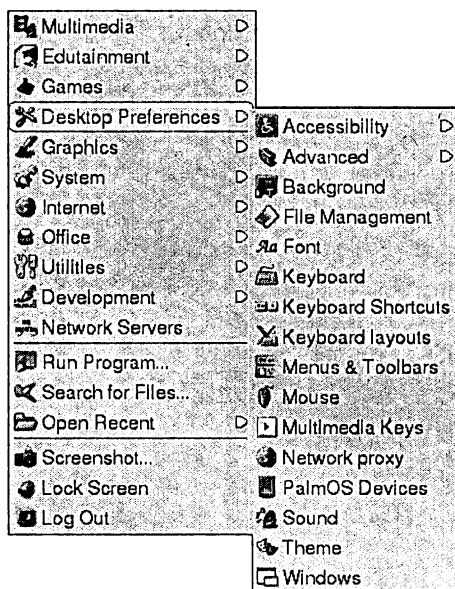 Multimedia
Edutainment
Games
Desktop Preferences
Graphics
System
Internet
Office
Utilities
Development
Network Servers
Run Program...
Search for Files...
Open Recent
Screenshot...
Lock Screen
Log Out
Accessibility
Advanced
Background
File Management
Font
Keyboard
Keyboard Shortcuts
Keyboard layouts
Menus & Toolbars
Mouse
Multimedia Keys
Network proxy
PalmOS Devices
Sound
Theme
Windows